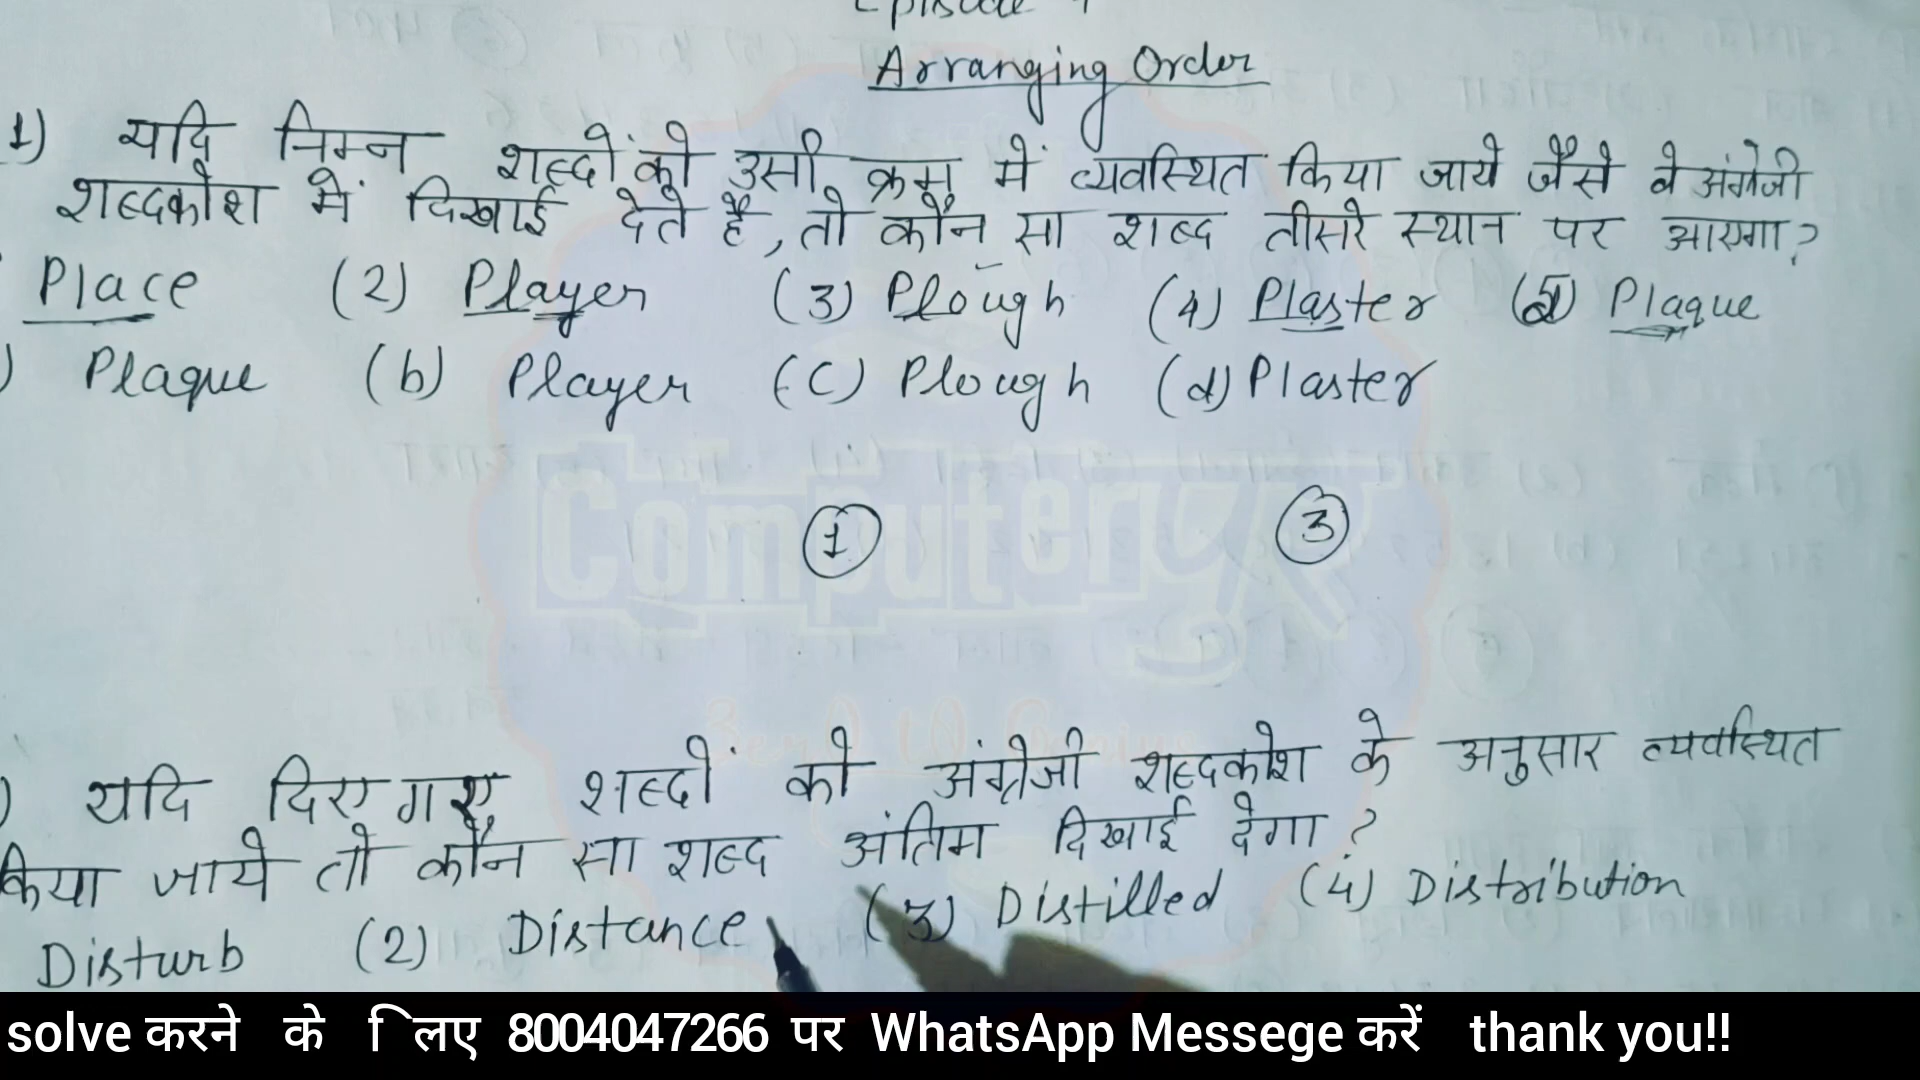 Arranging Order
1) यदि निम्न शब्दों को उसी क्रम में व्यवस्थित किया जाये जैसे वे अंग्रेजी
शब्दकोश में दिखाई देते है, तो कौन सा शब्द तीसरे स्थान पर आएगा?
Place (2) Player (3) Plough (4) Plaster (5) Plaque
) Plaque (b) Player (C) Plough (d) Plaster
Computer गुरु
1 3
) यदि दिए गए शब्दों को अंग्रेजी शब्दकोश के अनुसार व्यवस्थित
किया जाये तो कौन सा शब्द अंतिम दिखाई देगा?
Disturb (2) Distance (3) Distilled (4) Distribution
solve करने के लिए 8004047266 पर WhatsApp Messege करें thank you!!